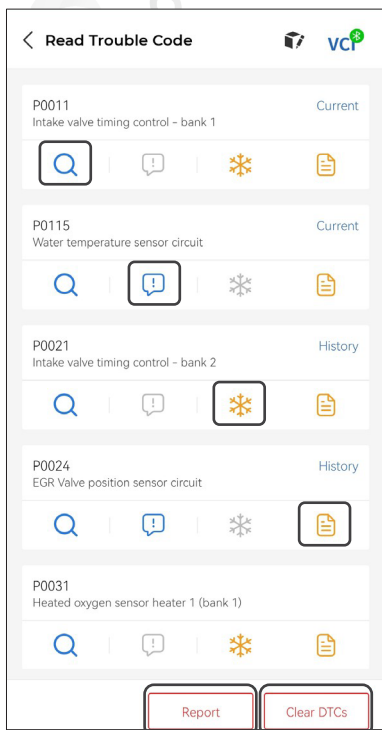 Read Trouble Code
VCI
P0011
Current
Intake valve timing control – bank 1
P0115
Current
Water temperature sensor circuit
P0021
History
Intake valve timing control – bank 2
P0024
History
EGR Valve position sensor circuit
P0031
Heated oxygen sensor heater 1 (bank 1)
Report
Clear DTCs